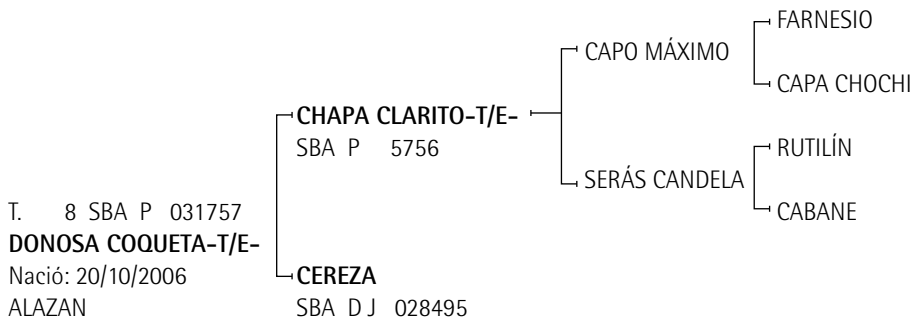 FARNESIO
CAPO MÁXIMO
CAPA CHOCHI
CHAPA CLARITO-T/E-
SBA P 5756
RUTILÍN
SERÁS CANDELA
CABANE
T. 8 SBA P 031757
DONOSA COQUETA-T/E-
Nació: 20/10/2006
ALAZAN
CEREZA
SBA D J 028495